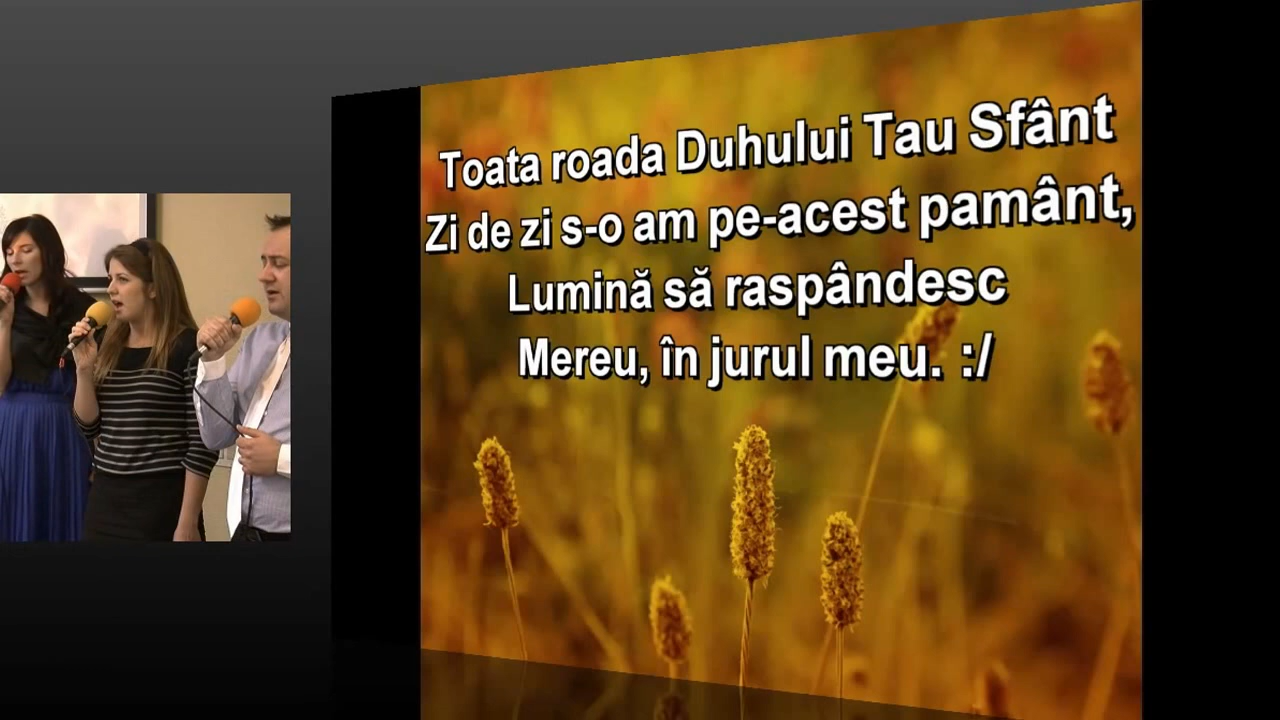 Toata roada Duhului Tau Sfânt
Zi de zi s-o am pe-acest pamânt,
Lumină să raspândesc
Mereu, în jurul meu. :/